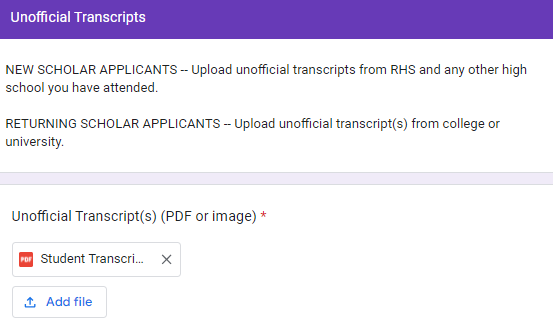 Unofficial Transcripts
NEW SCHOLAR APPLICANTS -- Upload unofficial transcripts from RHS and any other high
school you have attended.
RETURNING SCHOLAR APPLICANTS -- Upload unofficial transcript(s) from college or
university.
Unofficial Transcript(s) (PDF or image) *
PDF Student Transcri...
Add file